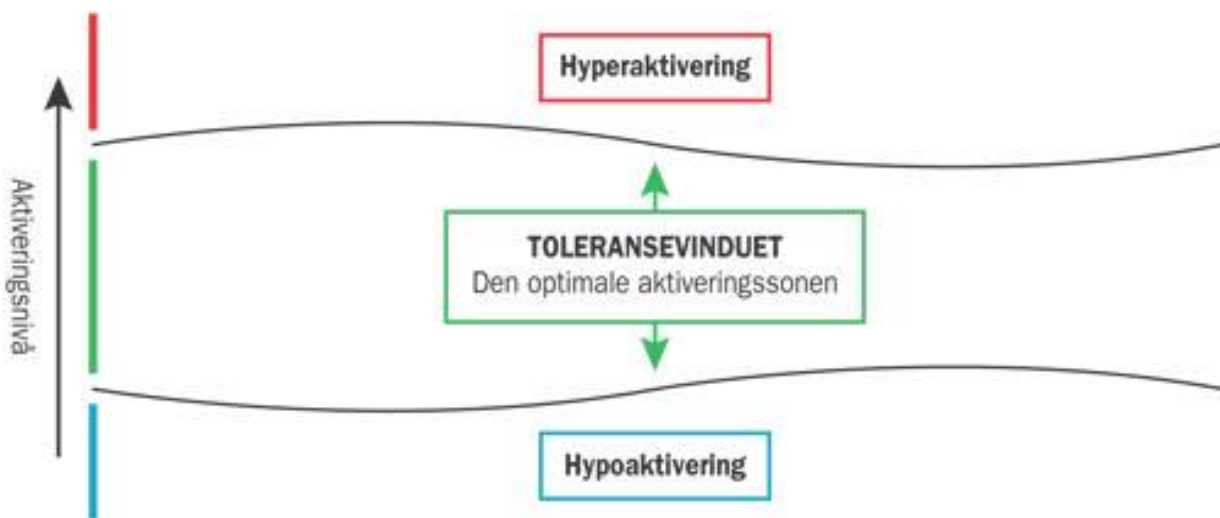 Hyperaktivering
Aktiveringsnivå
TOLERANSEVINDUET
Den optimale aktiveringssonen
Hypoaktivering